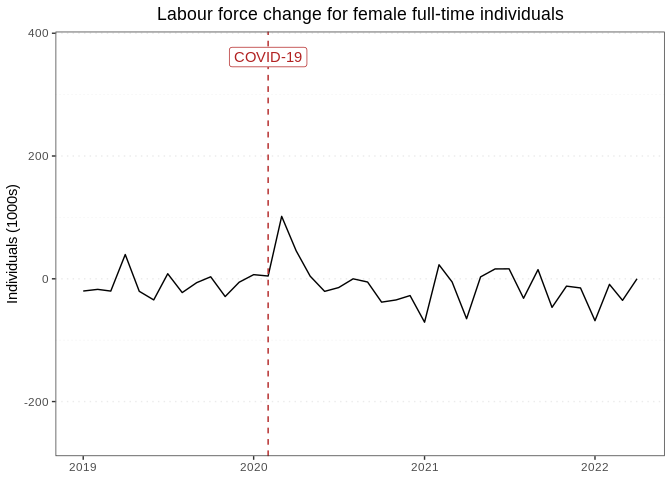 Labour force change for female full-time individuals
400
COVID-19
200
Individuals (1000s)
0
-200
2019 2020 2021 2022